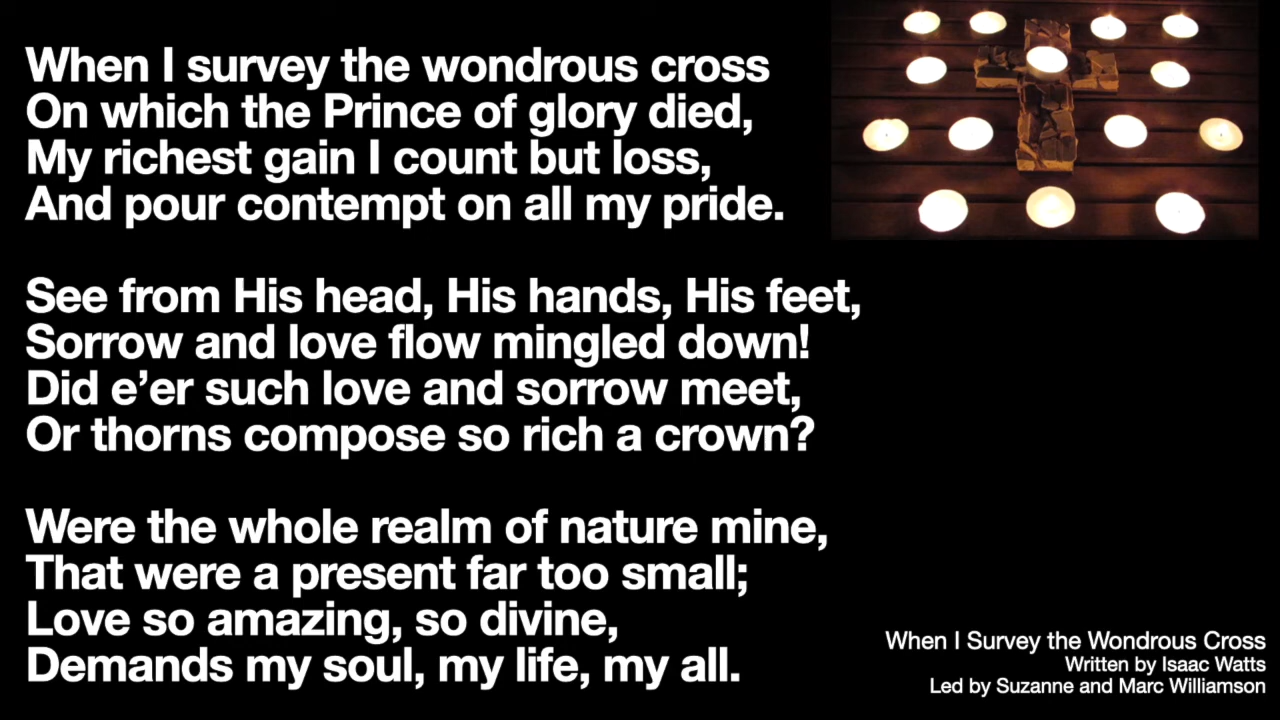 When I survey the wondrous cross
On which the Prince of glory died,
My richest gain I count but loss,
And pour contempt on all my pride.
See from His head, His hands, His feet,
Sorrow and love flow mingled down!
Did e’er such love and sorrow meet,
Or thorns compose so rich a crown?
Were the whole realm of nature mine,
That were a present far too small;
Love so amazing, so divine,
Demands my soul, my life, my all.
When I Survey the Wondrous Cross
Written by Isaac Watts
Led by Suzanne and Marc Williamson